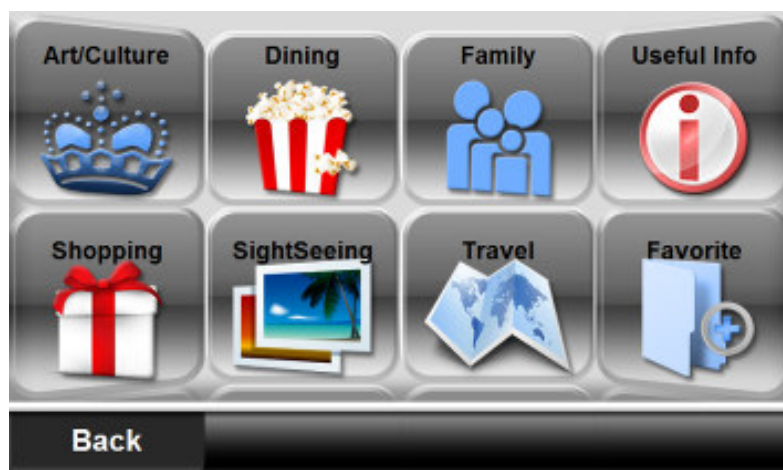 Art/Culture
Dining
Family
Useful Info
Shopping
SightSeeing
Travel
Favorite
Back